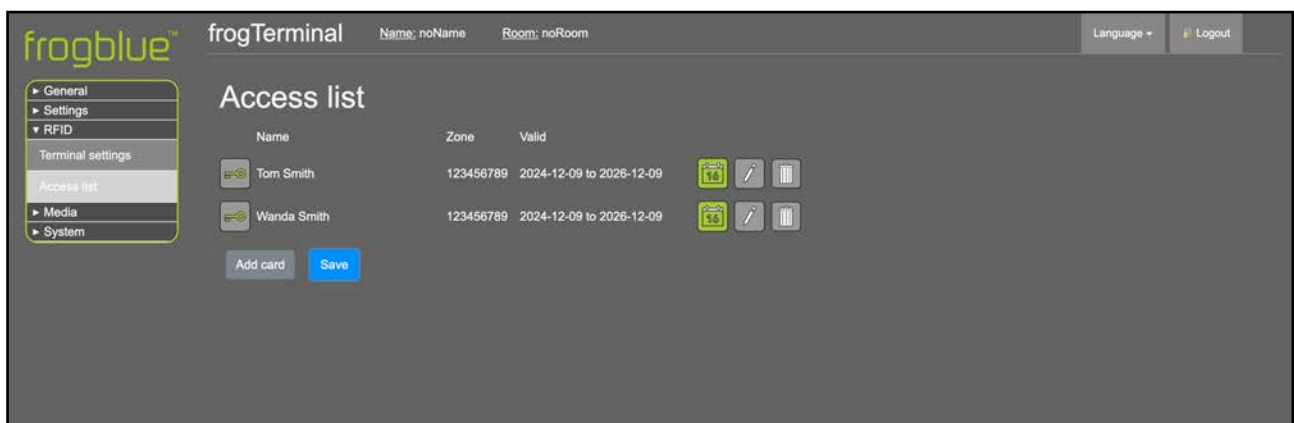 frogblue™
frogTerminal Name: noName Room: noRoom Language Logout
General
Settings
RFID
Terminal settings
Access list
Media
System
Access list
Name Zone Valid
Tom Smith 123456789 2024-12-09 to 2026-12-09 16
Wanda Smith 123456789 2024-12-09 to 2026-12-09 16
Add card Save